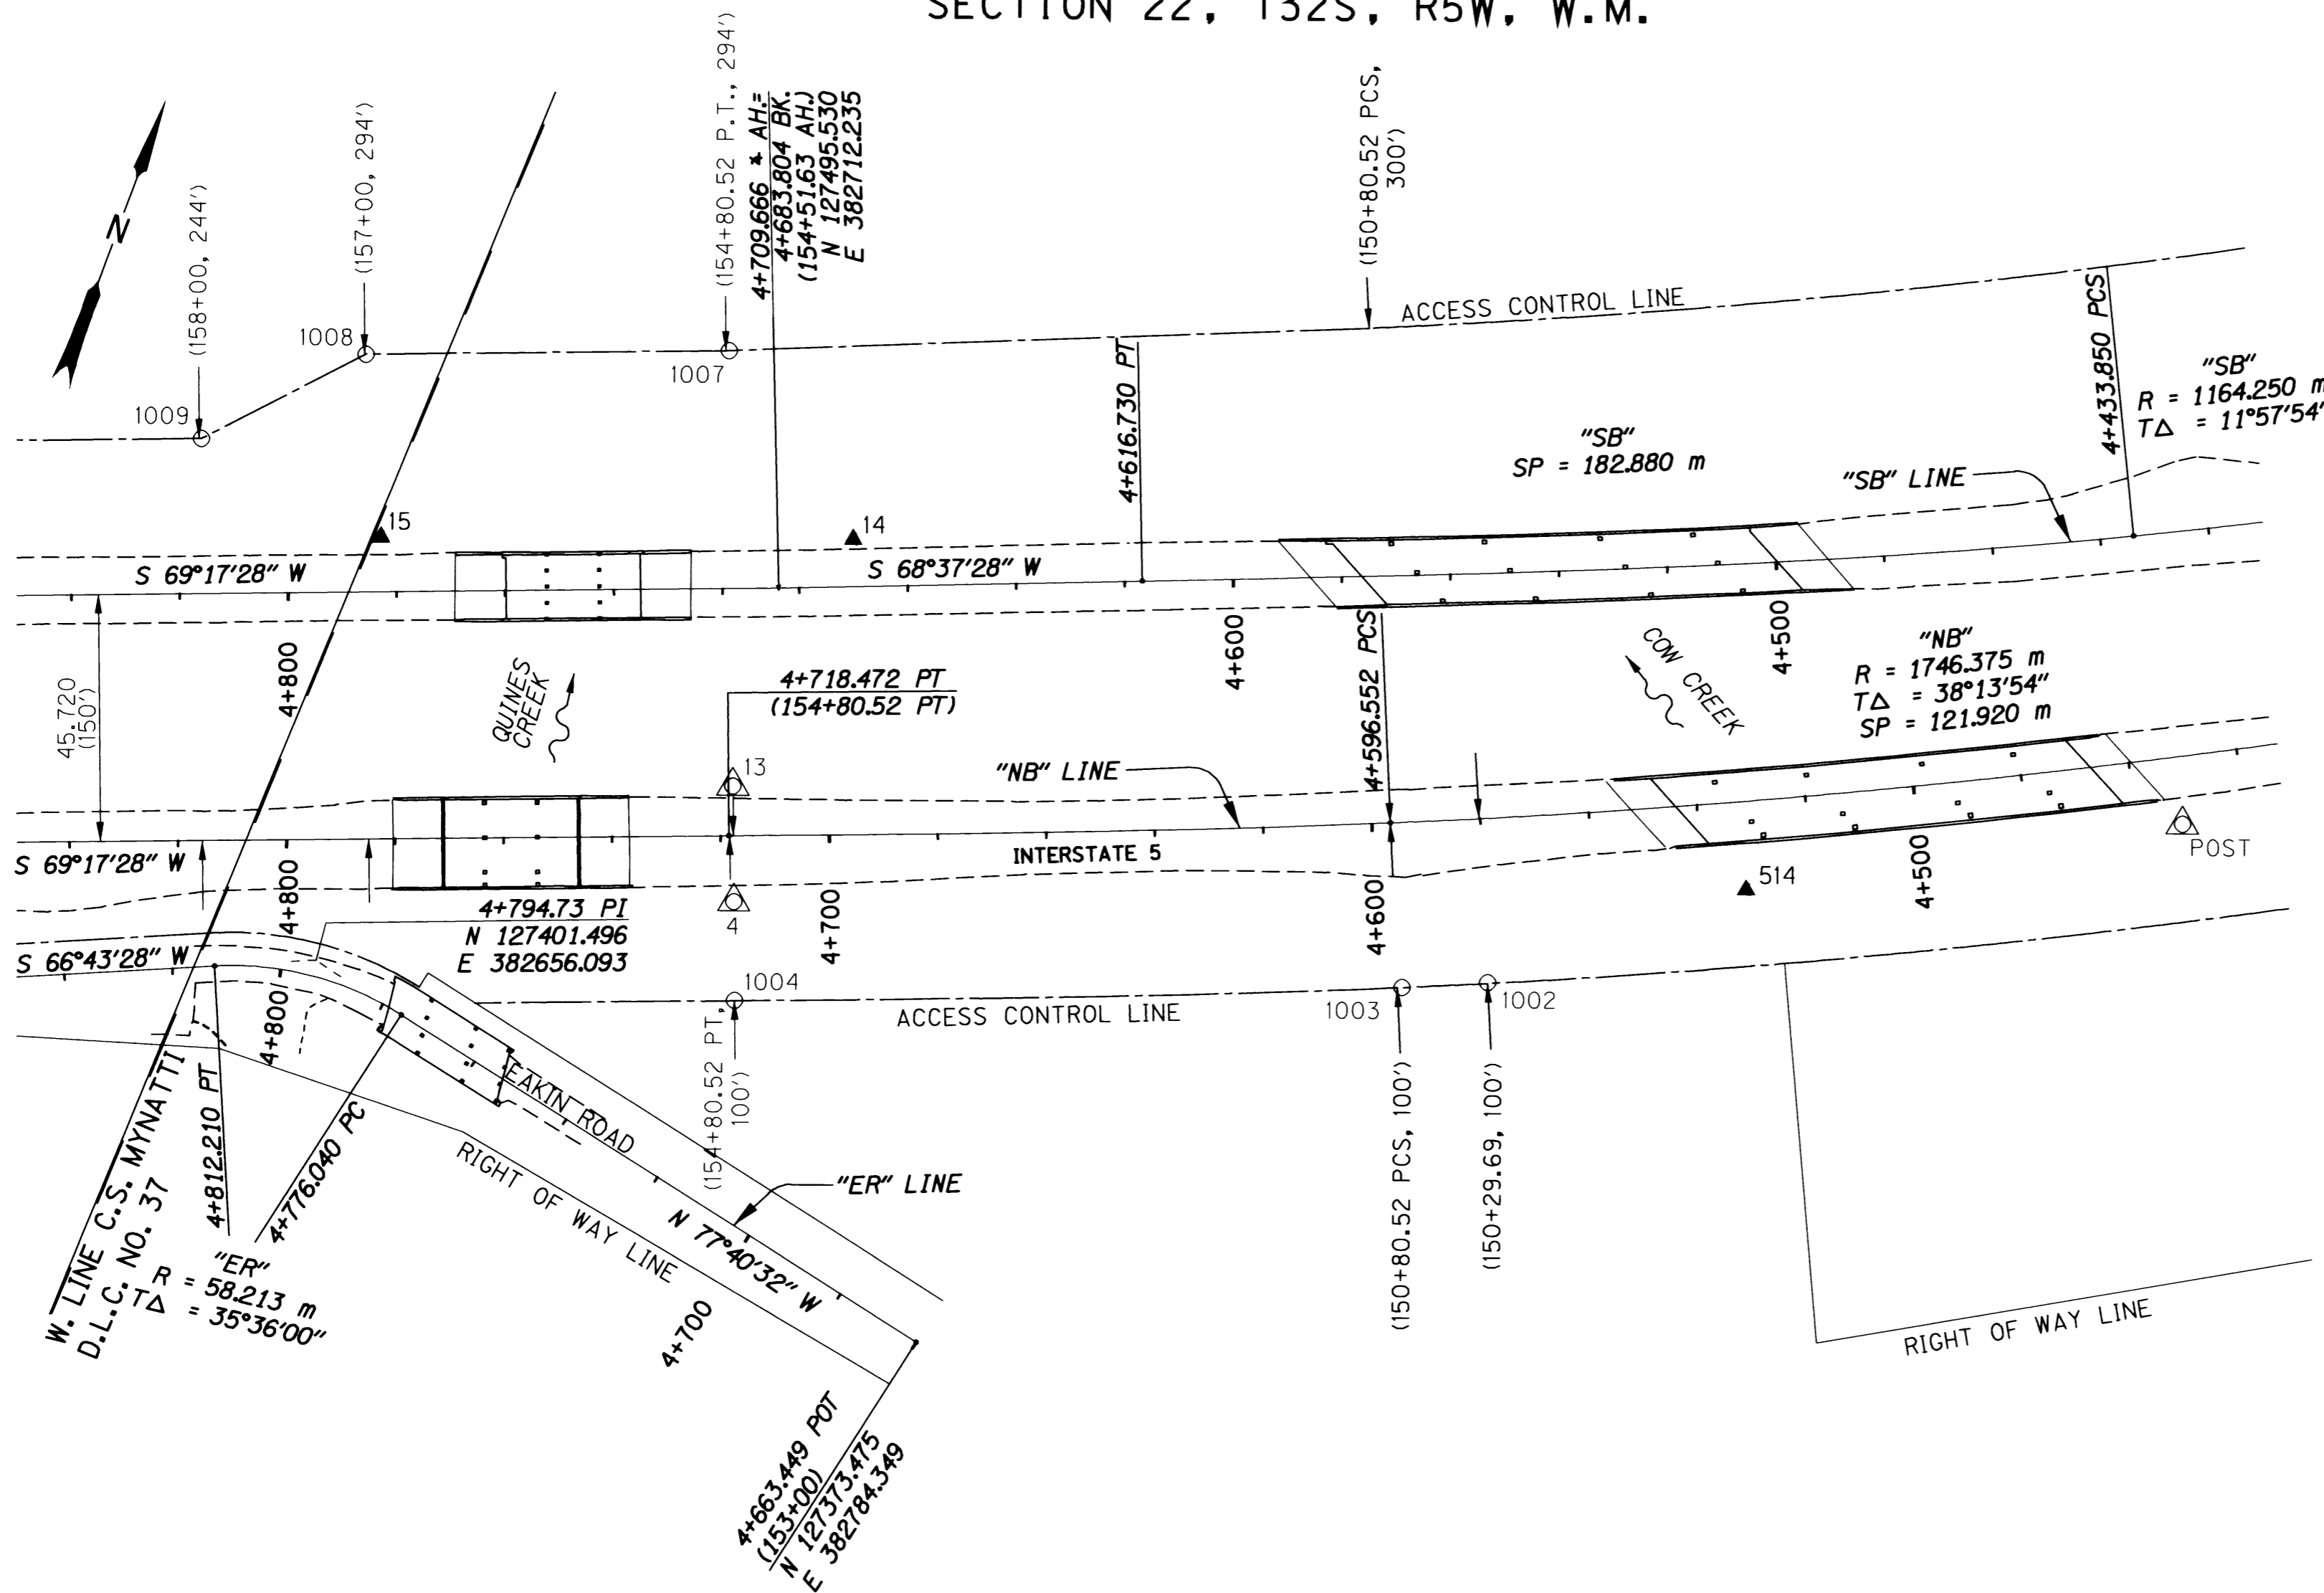 SECTION 22, T32S, R5W, W.M.
N
(158+00, 244')
(157+00, 294')
(154+80.52 P.T., 294')
4+709.666 * AH.=
4+683.804 BK.
(154+51.63 AH.)
N 127495.530
E 382712.235
(150+80.52 PCS,
300')
1009
1008
1007
ACCESS CONTROL LINE
4+616.730 PT
4+433.850 PCS
"SB"
R = 1164.250 m
T△ = 11°57'54"
"SB"
SP = 182.880 m
"SB" LINE
15
14
S 69°17'28" W
S 68°37'28" W
4+800
4+600
4+500
45.720
(150')
QUINES
CREEK
4+718.472 PT
(154+80.52 PT)
4+596.552 PCS
COW CREEK
"NB"
R = 1746.375 m
T△ = 38°13'54"
SP = 121.920 m
13
"NB" LINE
INTERSTATE 5
S 69°17'28" W
4+800
4
4+700
4+600
514
4+500
POST
4+794.73 PI
N 127401.496
E 382656.093
S 66°43'28" W
4+800
1004
ACCESS CONTROL LINE
1003
1002
(154+80.52 PT,
100')
(150+80.52 PCS, 100')
(150+29.69, 100')
EAKIN ROAD
RIGHT OF WAY LINE
"ER" LINE
N 77°40'32" W
4+700
W. LINE C.S. MYNATTI
D.L.C. NO. 37
4+812.210 PT
4+776.040 PC
"ER"
R = 58.213 m
T△ = 35°36'00"
4+663.449 POT
(153+00)
N 127373.475
E 382784.349
RIGHT OF WAY LINE